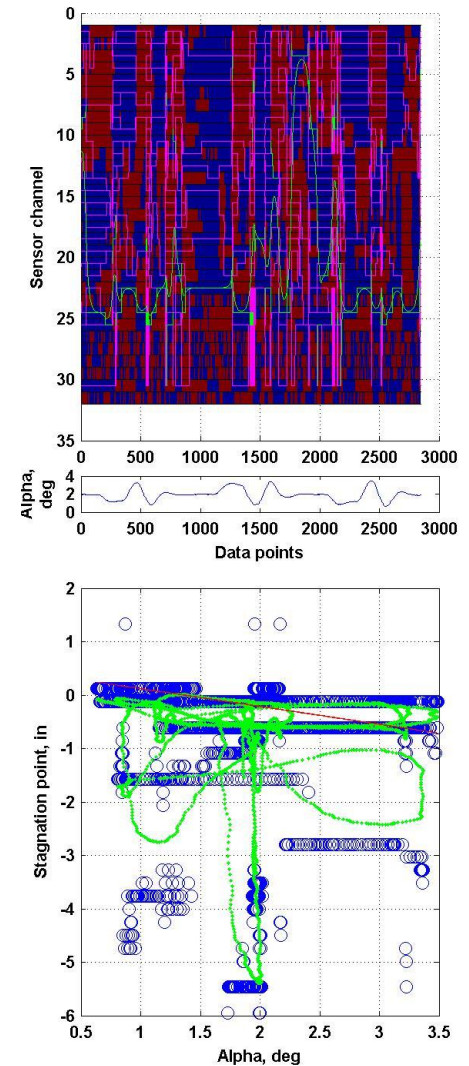 0
5
10
15
20
25
30
35
Sensor channel
0 500 1000 1500 2000 2500 3000
4
2
0
Alpha,
deg
0 500 1000 1500 2000 2500 3000
Data points
2
1
0
-1
-2
-3
-4
-5
-6
Stagnation point, in
0.5 1 1.5 2 2.5 3 3.5
Alpha, deg